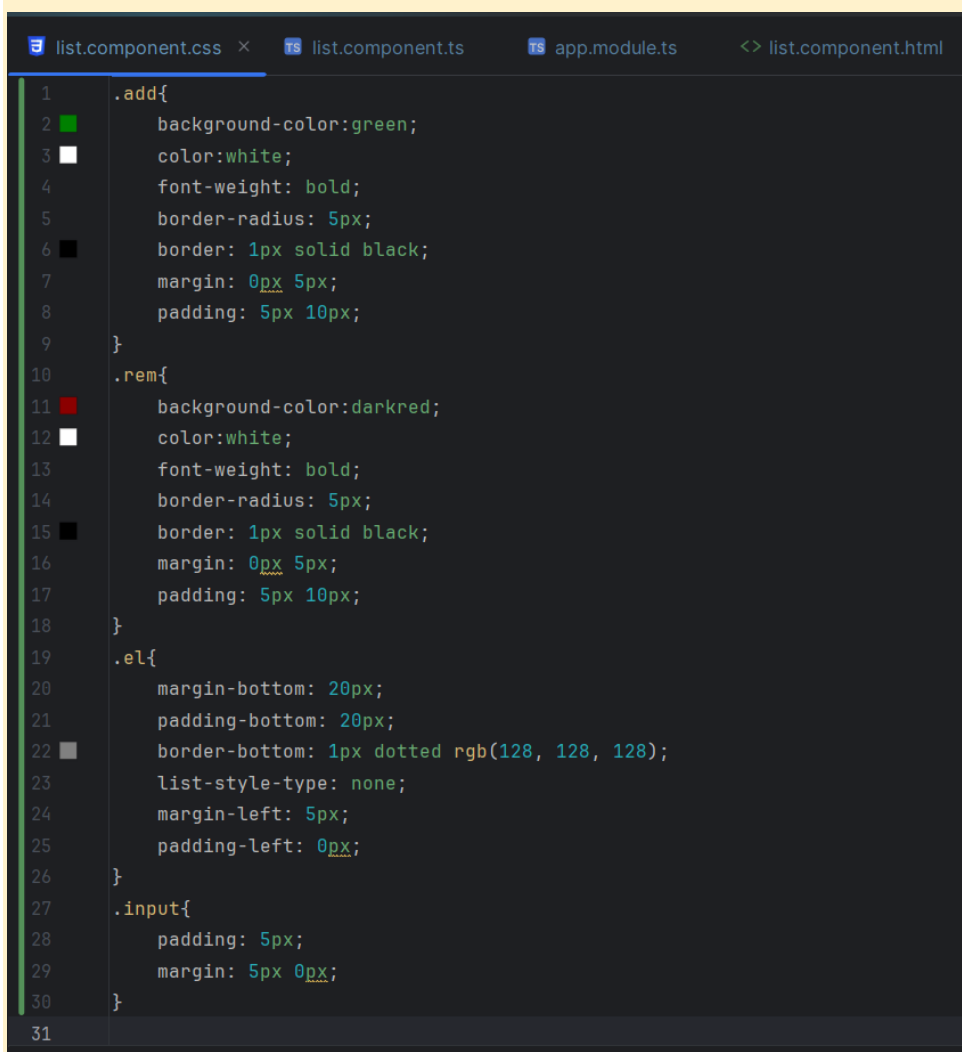 list.component.css × TS list.component.ts TS app.module.ts <> list.component.html
1 .add{
2 background-color:green;
3 color:white;
4 font-weight: bold;
5 border-radius: 5px;
6 border: 1px solid black;
7 margin: 0px 5px;
8 padding: 5px 10px;
9 }
10 .rem{
11 background-color:darkred;
12 color:white;
13 font-weight: bold;
14 border-radius: 5px;
15 border: 1px solid black;
16 margin: 0px 5px;
17 padding: 5px 10px;
18 }
19 .el{
20 margin-bottom: 20px;
21 padding-bottom: 20px;
22 border-bottom: 1px dotted rgb(128, 128, 128);
23 list-style-type: none;
24 margin-left: 5px;
25 padding-left: 0px;
26 }
27 .input{
28 padding: 5px;
29 margin: 5px 0px;
30 }
31